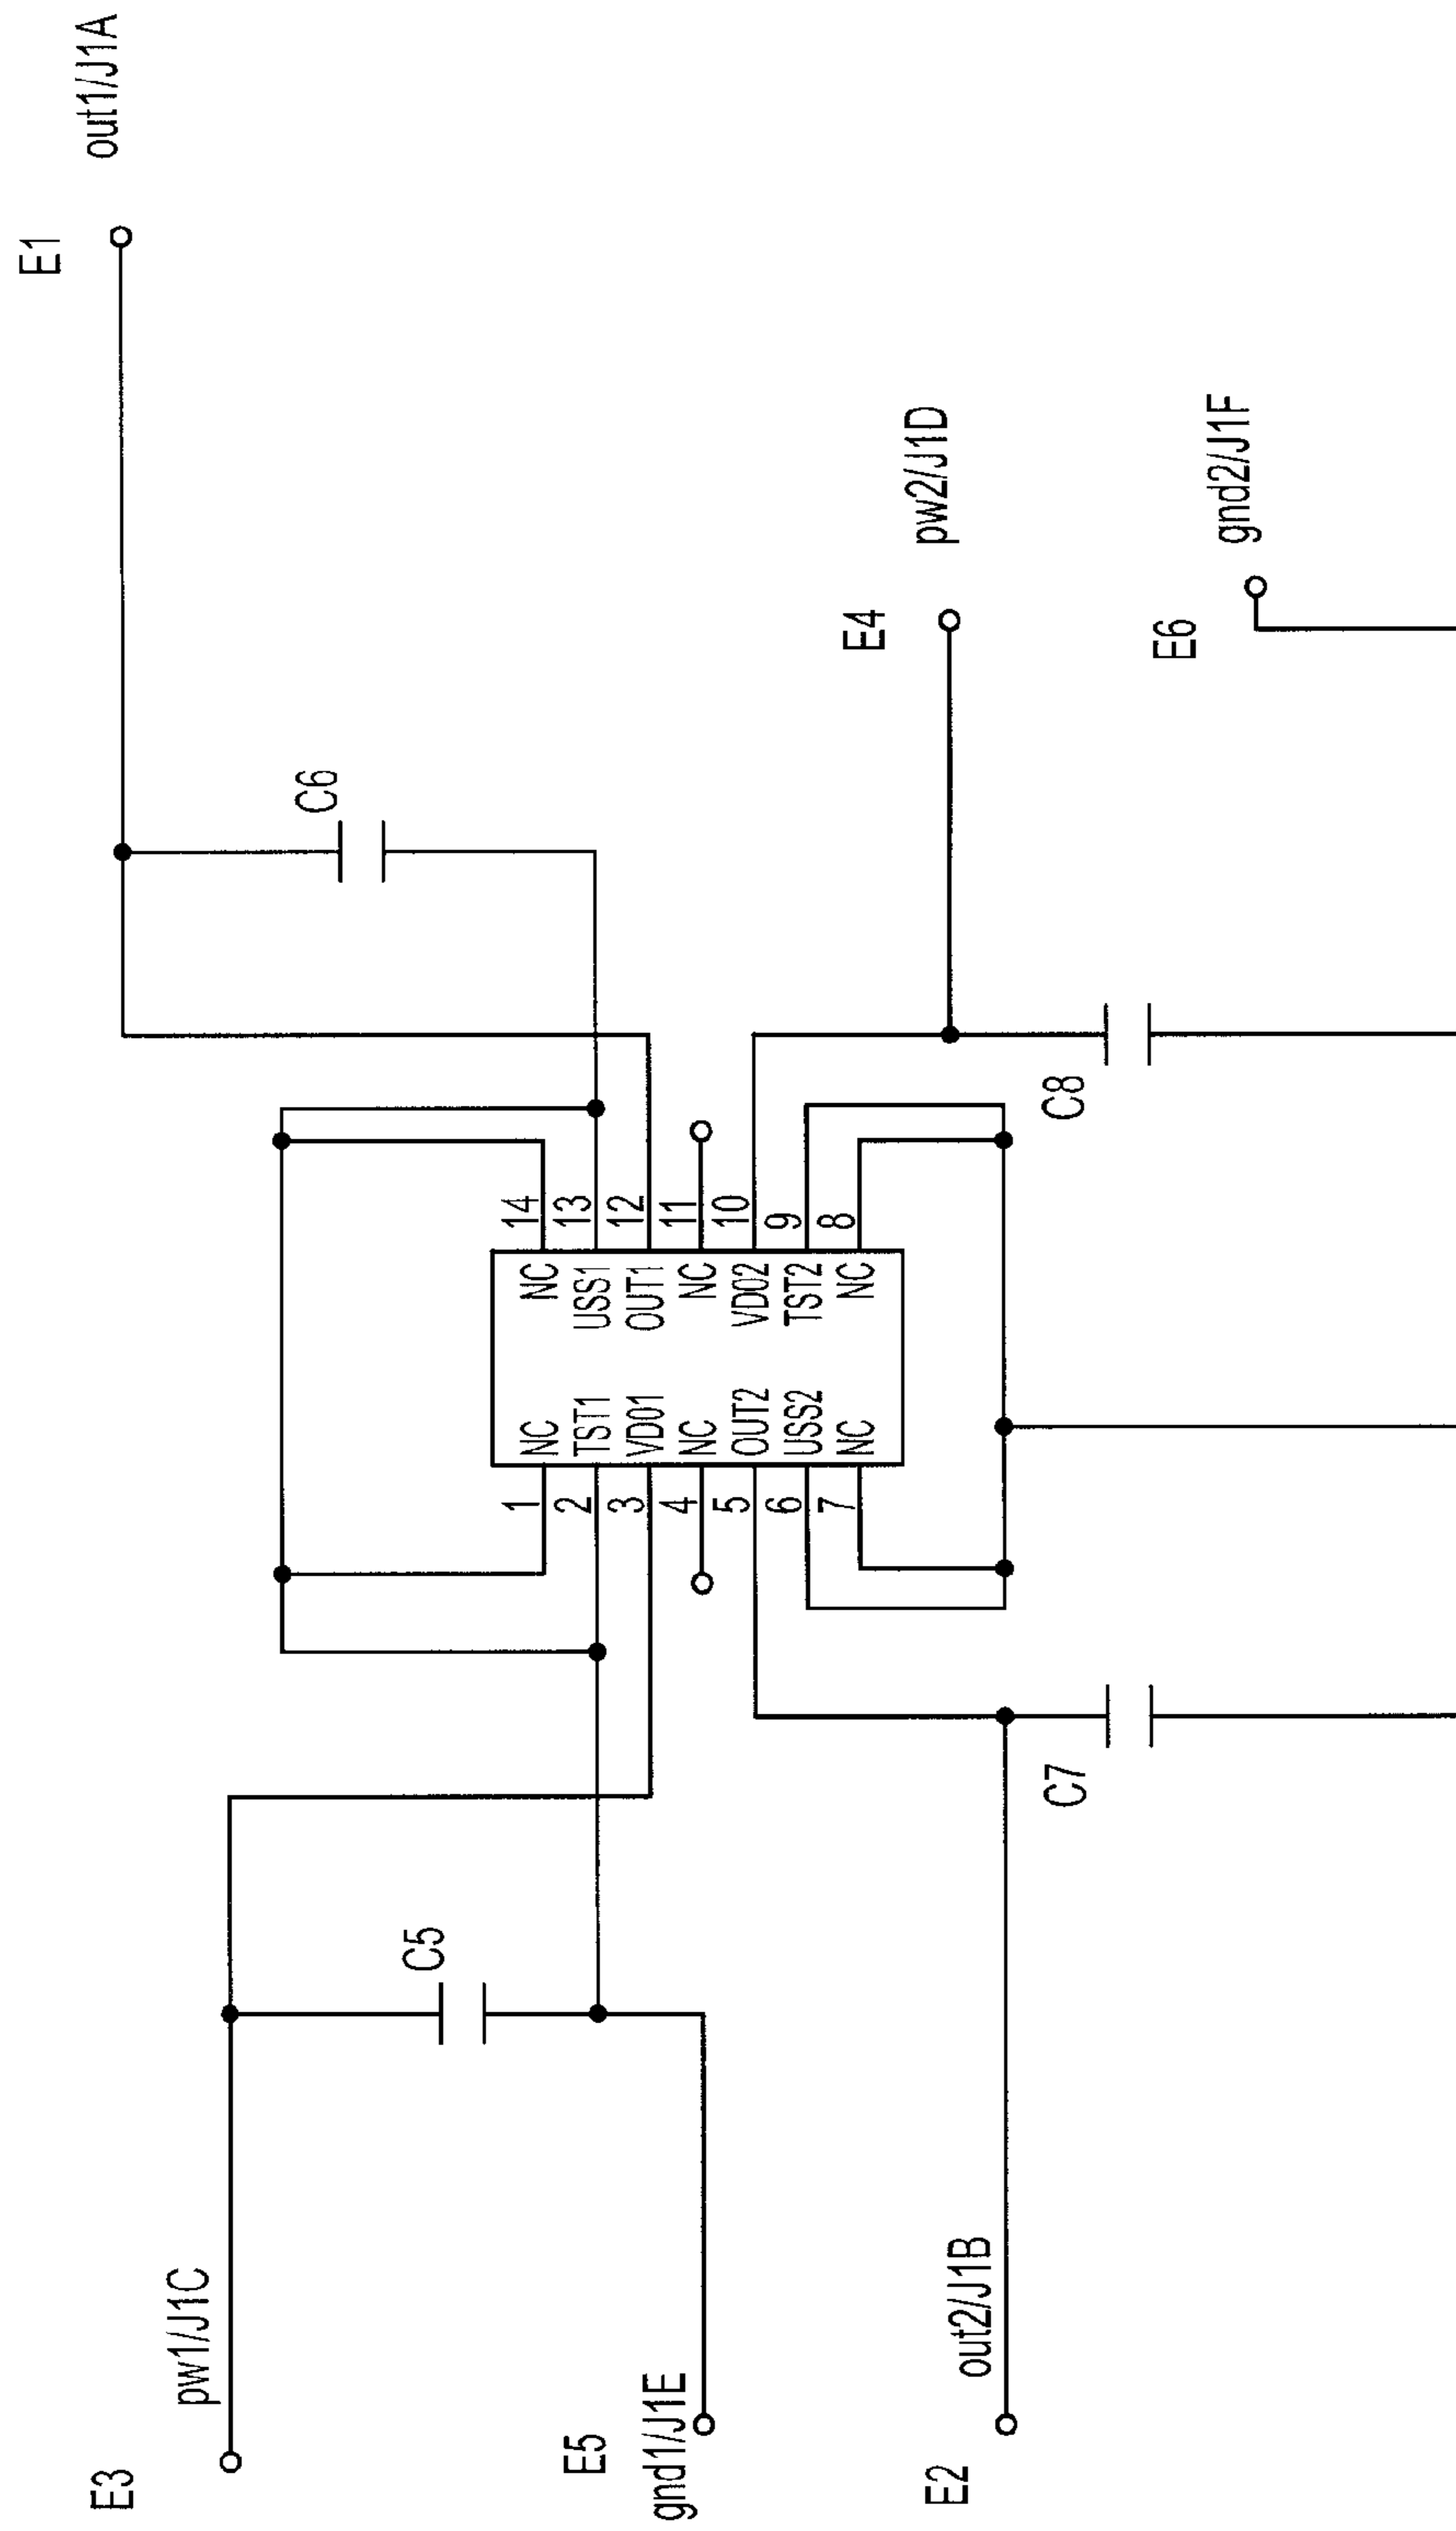 E1
out1/J1A
C6
pw1/J1C
E3
C5
14
13
12
11
10
9
8
NC
USS1
OUT1
NC
VD02
TST2
NC
NC
TST1
VD01
NC
OUT2
USS2
NC
1
2
3
4
5
6
7
E5
gnd1/J1E
E4
pw2/J1D
C8
C7
out2/J1B
E2
E6
gnd2/J1F